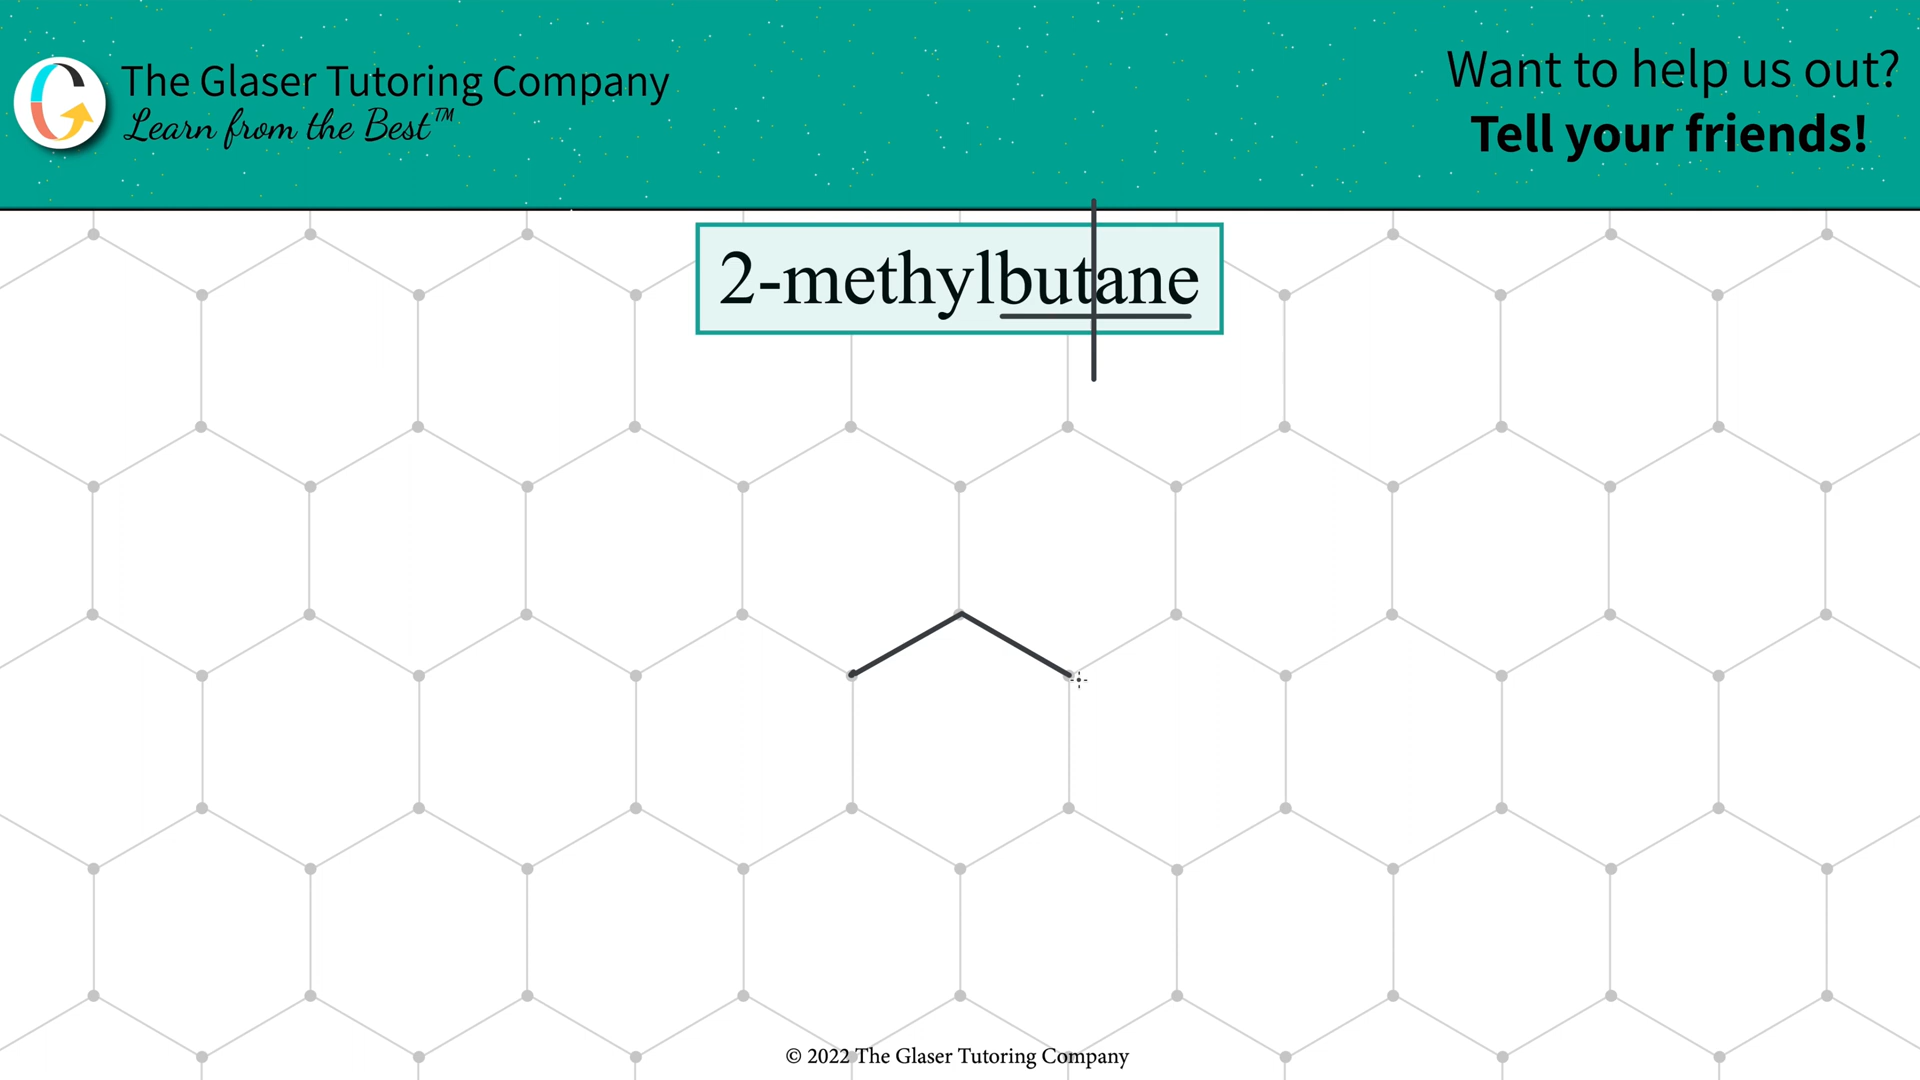 The Glaser Tutoring Company
Learn from the Best™
Want to help us out?
Tell your friends!
2-methylbutane
© 2022 The Glaser Tutoring Company